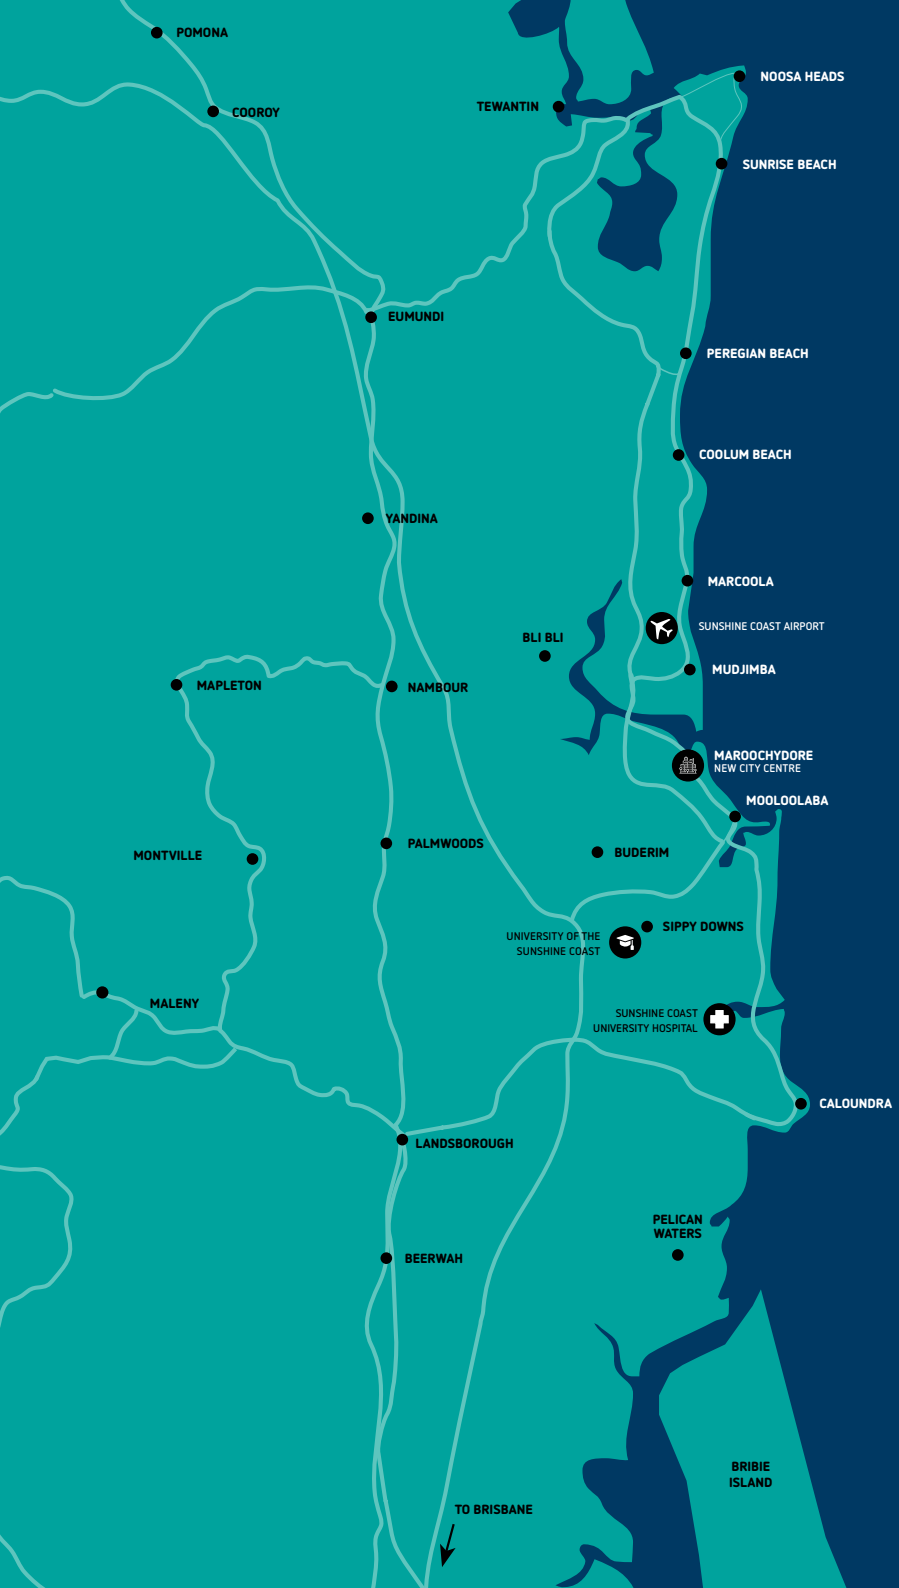 POMONA
NOOSA HEADS
TEWANTIN
COOROY
SUNRISE BEACH
EUMUNDI
PEREGIAN BEACH
COOLUM BEACH
YANDINA
MARCOOLA
SUNSHINE COAST AIRPORT
BLI BLI
MUDJIMBA
MAPLETON
NAMBOUR
MAROOCHYDORE
NEW CITY CENTRE
MOOLOOLABA
PALMWOODS
BUDERIM
MONTVILLE
SIPPY DOWNS
UNIVERSITY OF THE
SUNSHINE COAST
MALENY
SUNSHINE COAST
UNIVERSITY HOSPITAL
CALOUNDRA
LANDSBOROUGH
PELICAN
WATERS
BEERWAH
BRIBIE
ISLAND
TO BRISBANE